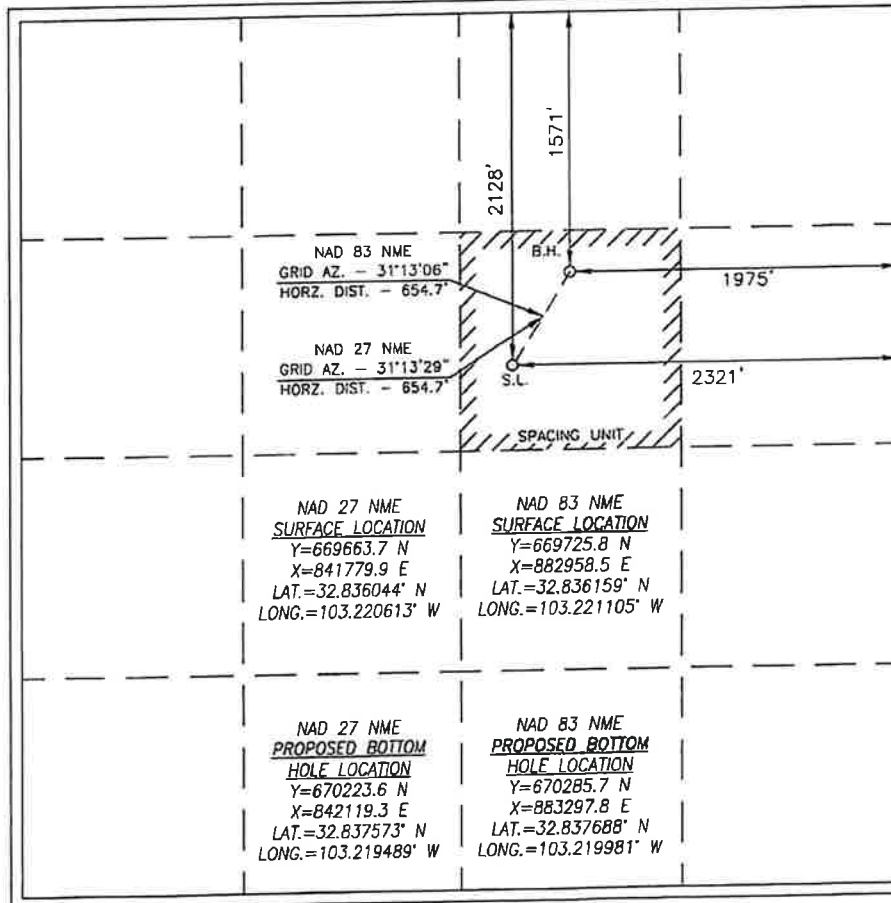 2128'
1571'
B.H.
1975'
NAD 83 NME
GRID AZ. - 31°13'06"
HORZ. DIST. - 654.7'
NAD 27 NME
GRID AZ. - 31°13'29"
HORZ. DIST. - 654.7'
S.L.
2321'
SPACING UNIT
NAD 27 NME
SURFACE LOCATION
Y=669663.7 N
X=841779.9 E
LAT.=32.836044° N
LONG.=103.220613° W
NAD 83 NME
SURFACE LOCATION
Y=669725.8 N
X=882958.5 E
LAT.=32.836159° N
LONG.=103.221105° W
NAD 27 NME
PROPOSED BOTTOM
HOLE LOCATION
Y=670223.6 N
X=842119.3 E
LAT.=32.837573° N
LONG.=103.219489° W
NAD 83 NME
PROPOSED BOTTOM
HOLE LOCATION
Y=670285.7 N
X=883297.8 E
LAT.=32.837688° N
LONG.=103.219981° W